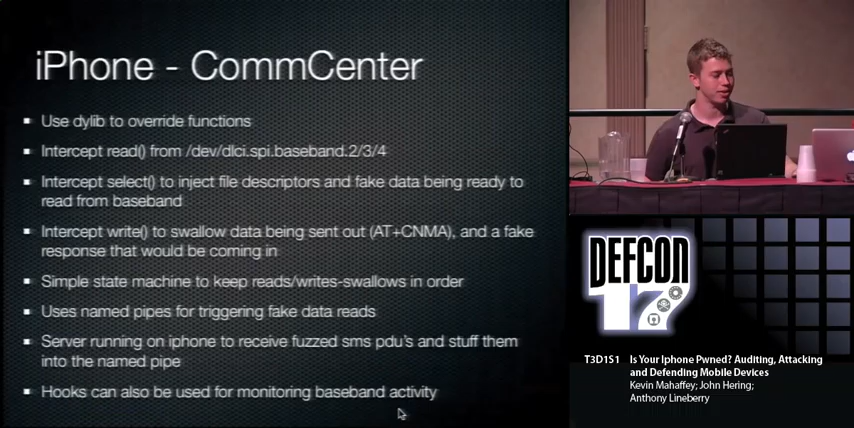 iPhone - CommCenter
Use dylib to override functions
Intercept read() from /dev/dlci.spi.baseband.2/3/4
Intercept select() to inject file descriptors and fake data being ready to
read from baseband
Intercept write() to swallow data being sent out (AT+CNMA), and a fake
response that would be coming in
Simple state machine to keep reads/writes-swallows in order
Uses named pipes for triggering fake data reads
Server running on iphone to receive fuzzed sms pdu's and stuff them
into the named pipe
Hooks can also be used for monitoring baseband activity
DEFCON
17
T3D1S1 Is Your Iphone Pwned? Auditing, Attacking
and Defending Mobile Devices
Kevin Mahaffey; John Hering;
Anthony Lineberry